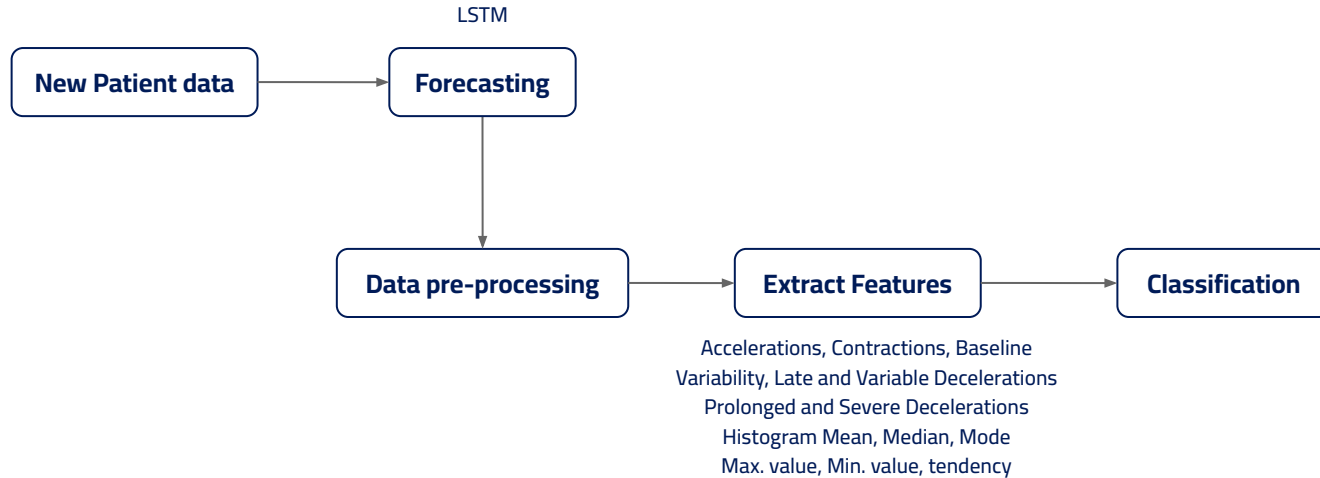 LSTM
New Patient data
Forecasting
Data pre-processing
Extract Features
Classification
Accelerations, Contractions, Baseline
Variability, Late and Variable Decelerations
Prolonged and Severe Decelerations
Histogram Mean, Median, Mode
Max. value, Min. value, tendency